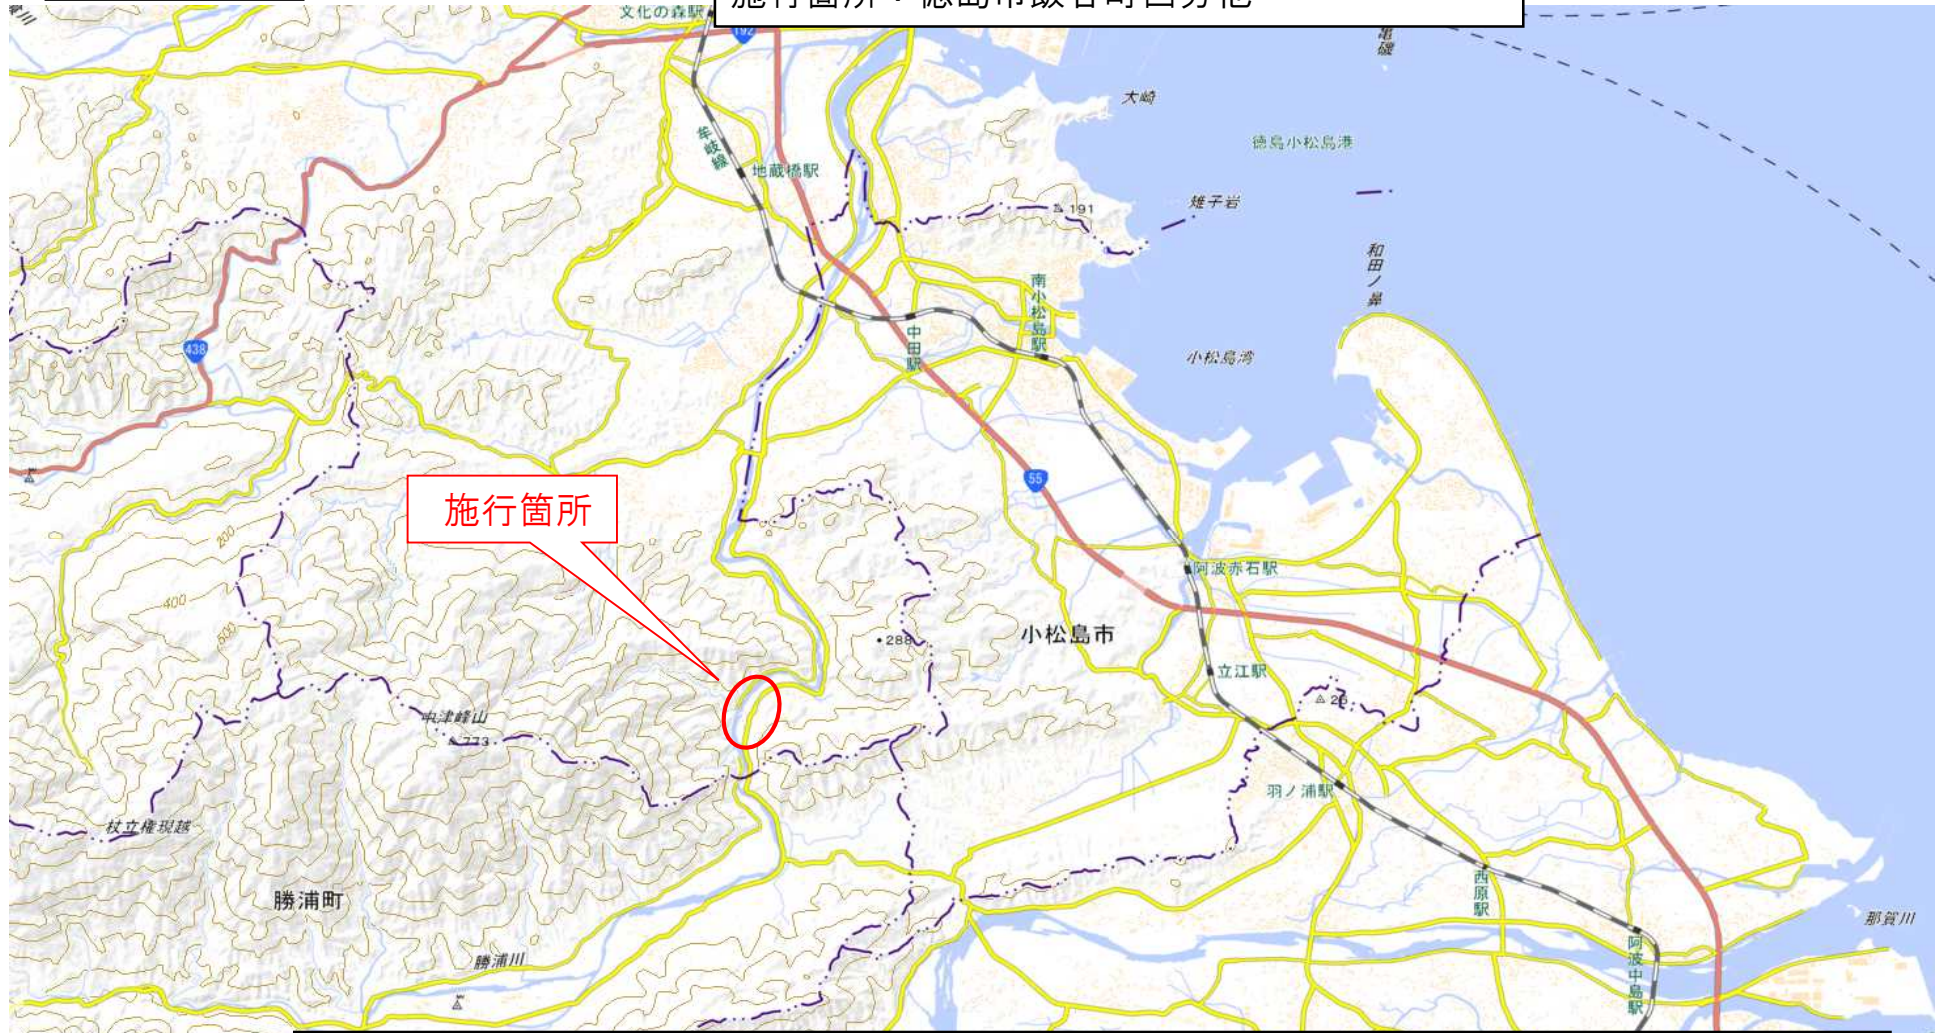 文化の森駅
192
亀磯
大崎
徳島小松島港
牟岐線
地蔵橋駅
191
雉子岩
和田ノ鼻
南小松島駅
中田駅
438
小松島湾
施行箇所
55
200
400
600
阿波赤石駅
288
小松島市
立江駅
26
中津峰山
773
羽ノ浦駅
杖立権現越
勝浦町
西原駅
那賀川
勝浦川
阿波中島駅